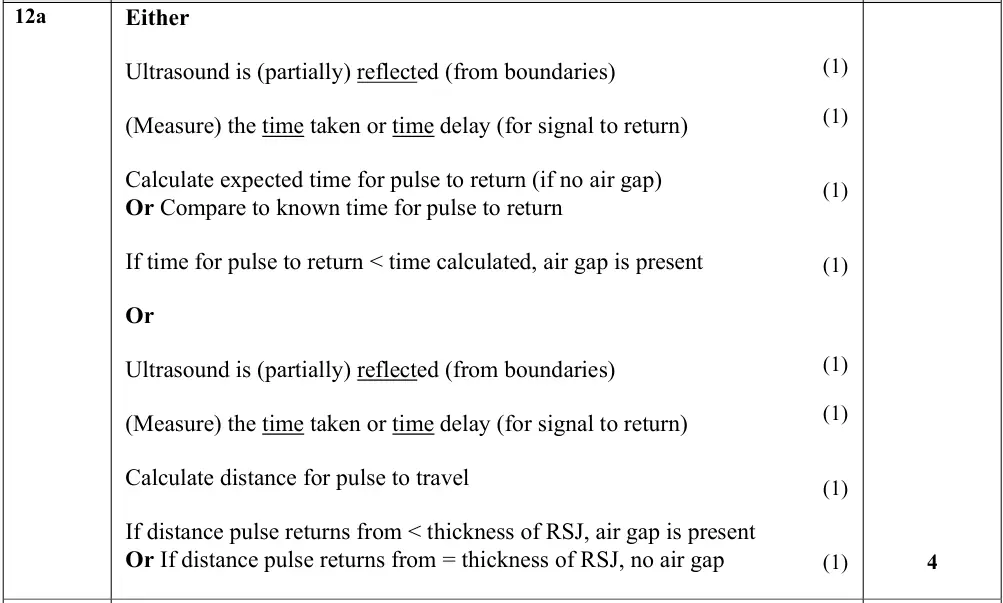 12a
Either
Ultrasound is (partially) reflected (from boundaries) (1)
(Measure) the time taken or time delay (for signal to return) (1)
Calculate expected time for pulse to return (if no air gap)
Or Compare to known time for pulse to return (1)
If time for pulse to return < time calculated, air gap is present (1)
Or
Ultrasound is (partially) reflected (from boundaries) (1)
(Measure) the time taken or time delay (for signal to return) (1)
Calculate distance for pulse to travel (1)
If distance pulse returns from < thickness of RSJ, air gap is present
Or If distance pulse returns from = thickness of RSJ, no air gap (1) 4